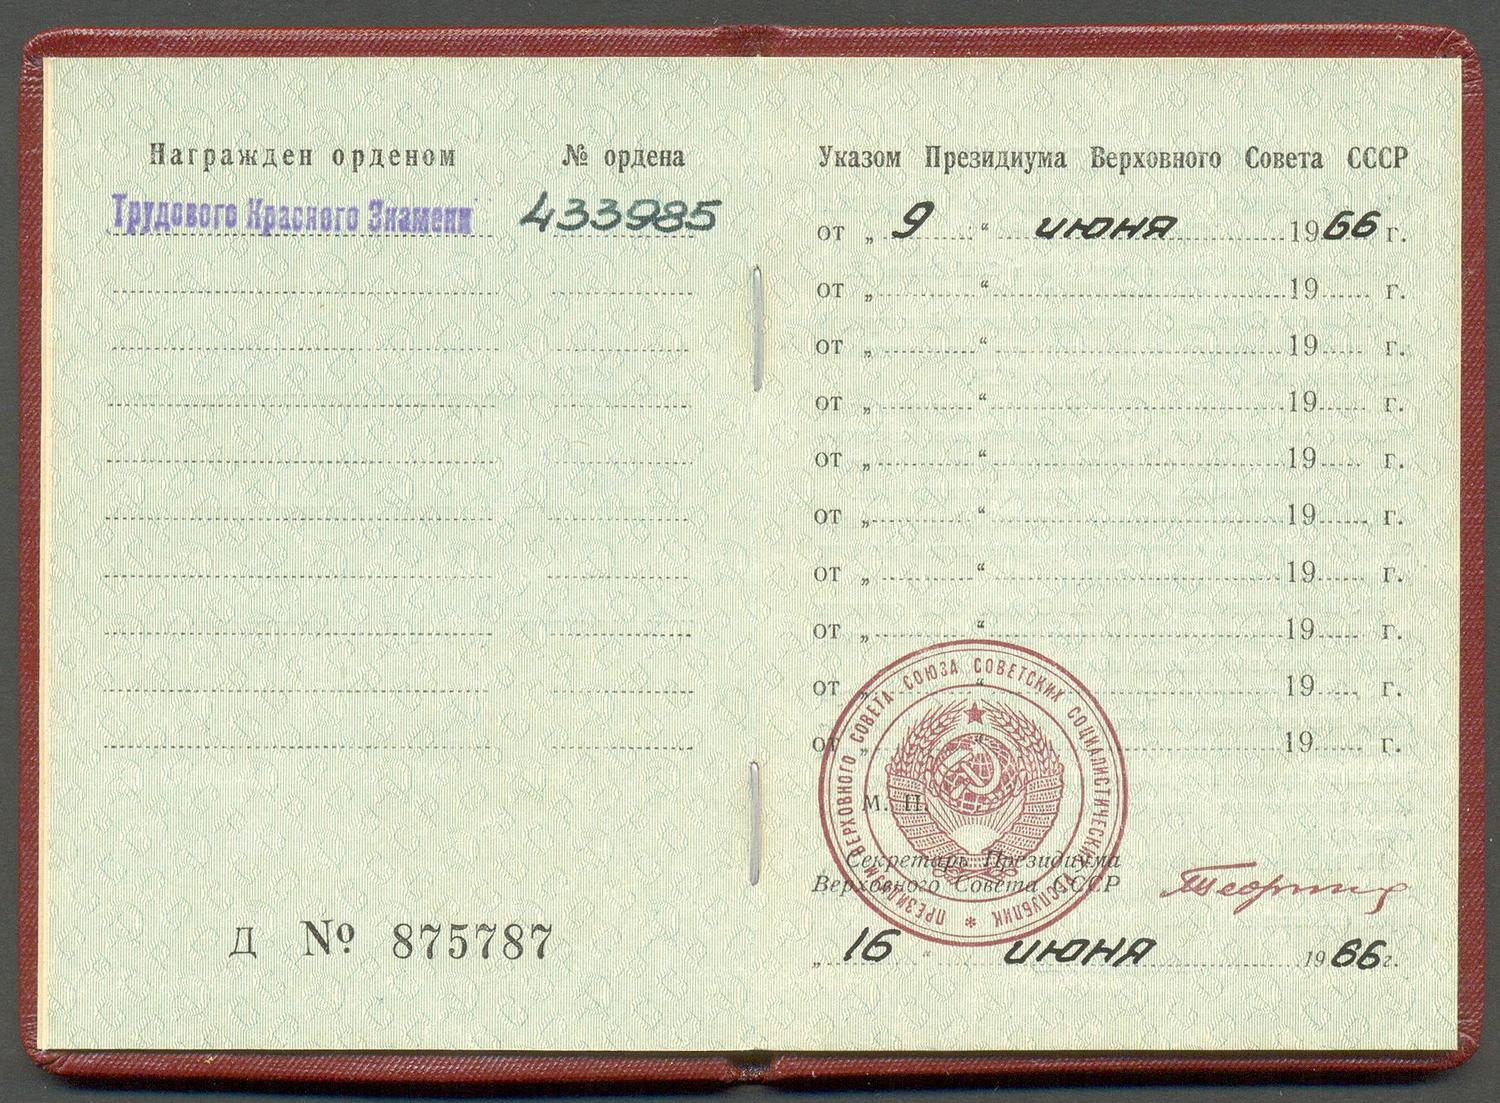 Награжден орденом № ордена
Трудового Красного Знамени 433985
Д № 875787
Указом Президиума Верховного Совета СССР
от „ 9 “ июня 1966 г.
от „ “ 19 г.
от „ “ 19 г.
от „ “ 19 г.
от „ “ 19 г.
от „ “ 19 г.
от „ “ 19 г.
от „ “ 19 г.
от „ “ 19 г.
от „ “ 19 г.
ПРЕЗИДИУМ ВЕРХОВНОГО СОВЕТА СОЮЗА СОВЕТСКИХ СОЦИАЛИСТИЧЕСКИХ РЕСПУБЛИК *
М. П.
Секретарь Президиума
Верховного Совета СССР
„ 16 “ июня 1966 г.